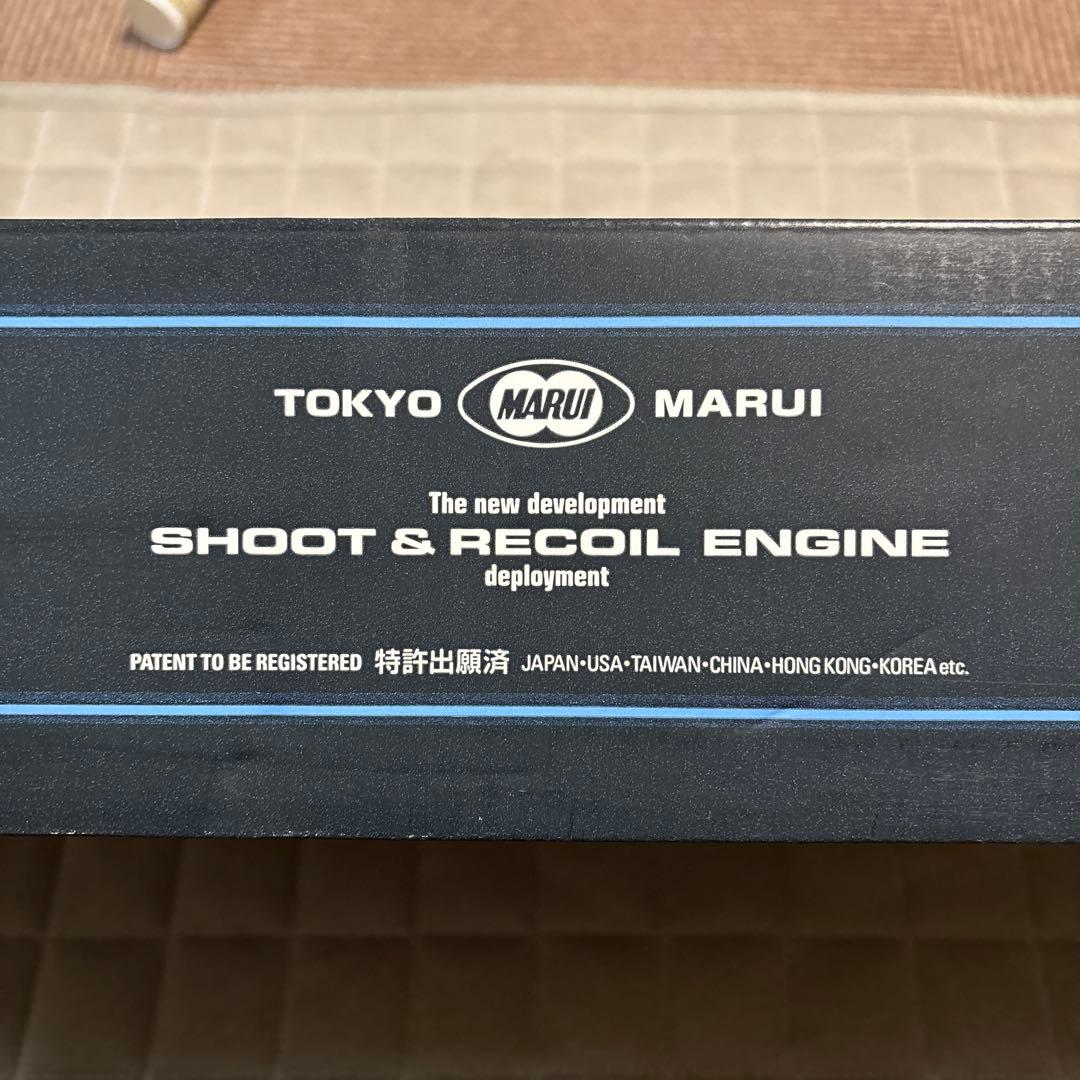 TOKYO MARUI MARUI
The new development
SHOOT & RECOIL ENGINE
deployment
PATENT TO BE REGISTERED 特許出願済 JAPAN•USA•TAIWAN•CHINA•HONG KONG•KOREA etc.